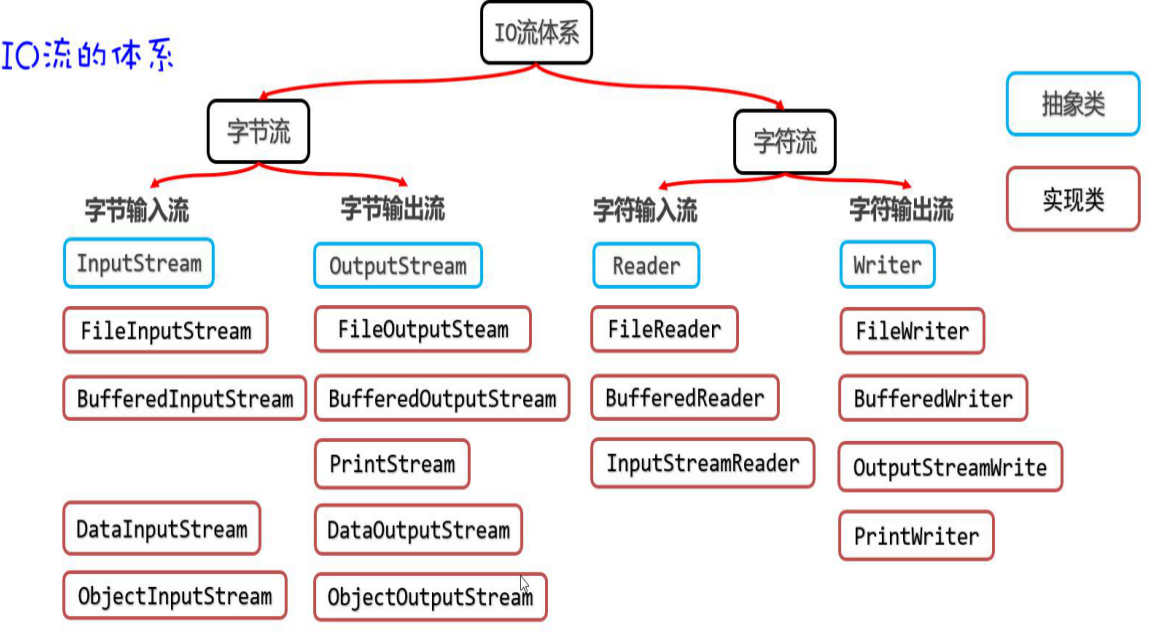 IO流的体系
IO流体系
抽象类
实现类
字节流
字符流
字节输入流
字节输出流
字符输入流
字符输出流
InputStream
OutputStream
Reader
Writer
FileInputStream
FileOutputSteam
FileReader
FileWriter
BufferedInputStream
BufferedOutputStream
BufferedReader
BufferedWriter
PrintStream
InputStreamReader
OutputStreamWrite
DataInputStream
DataOutputStream
PrintWriter
ObjectInputStream
ObjectOutputStream